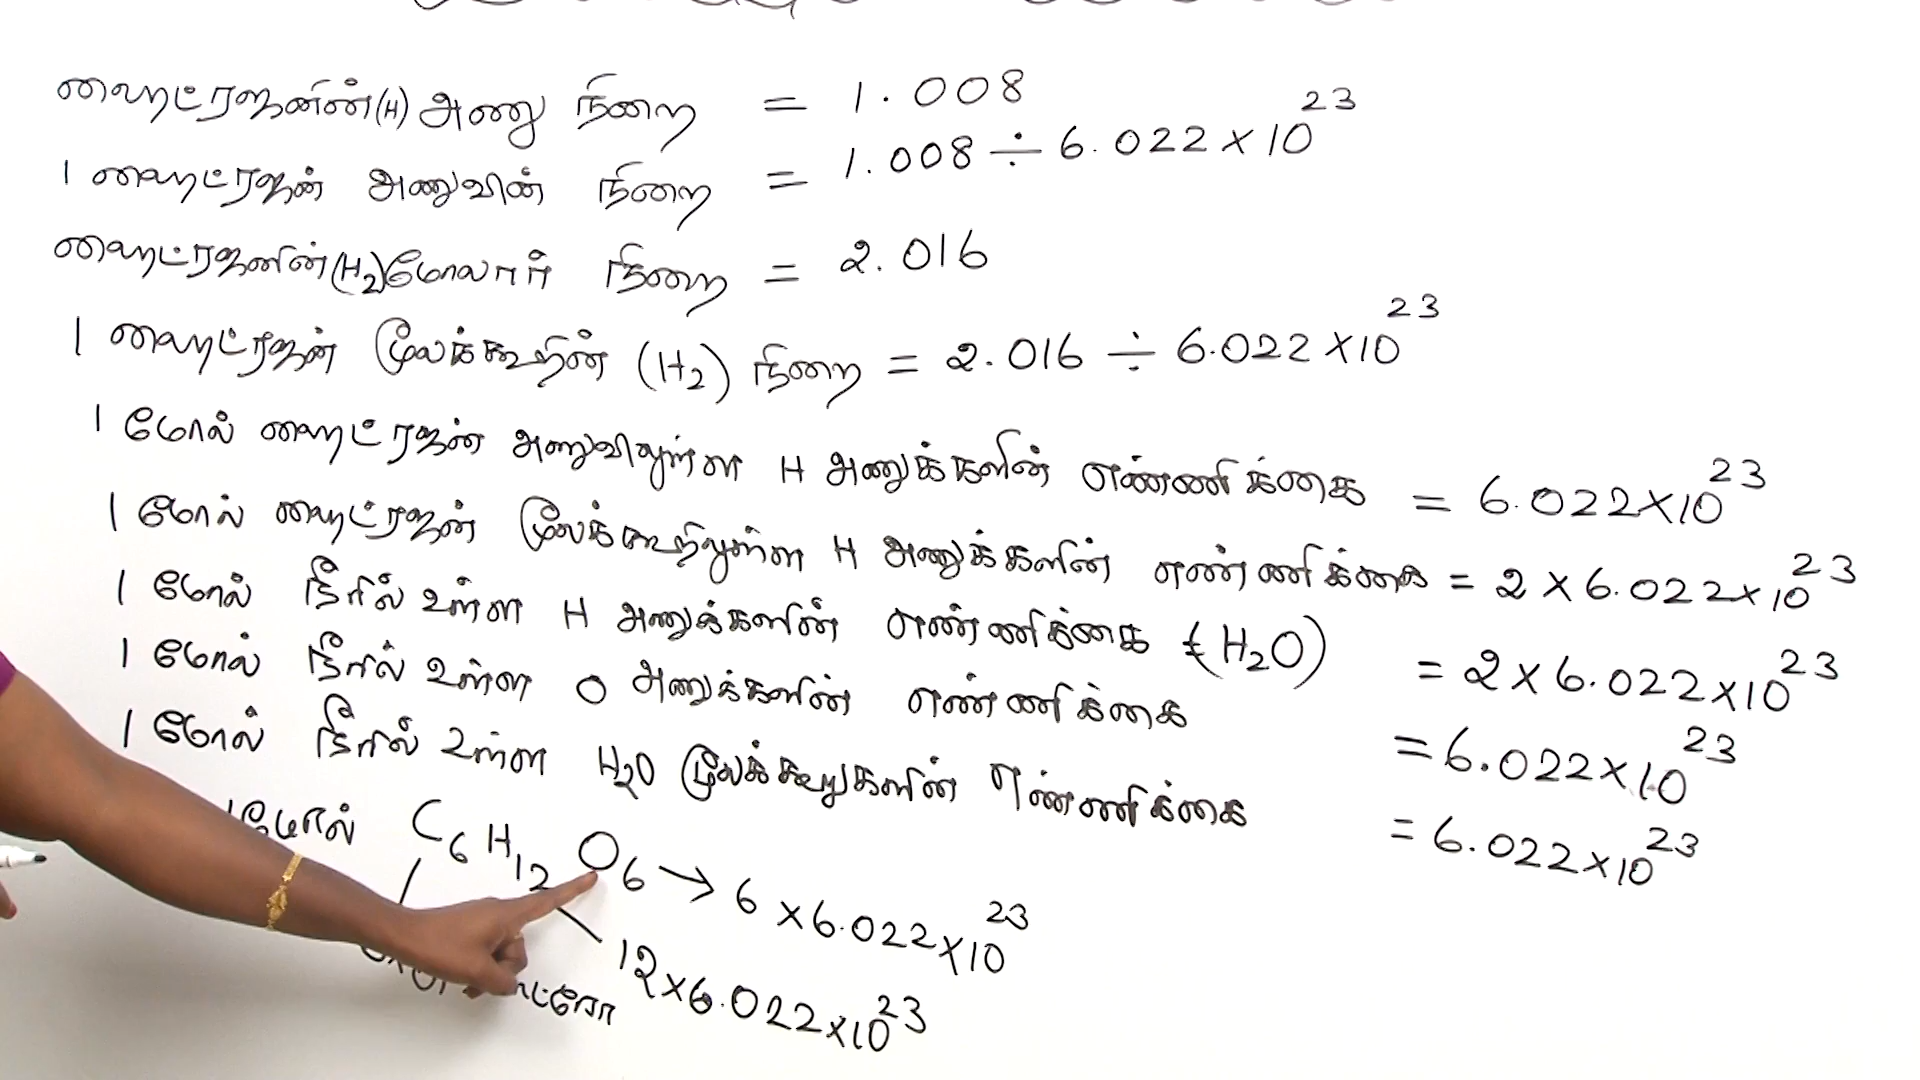 ஹைட்ரஜனின்(H) அணு நிறை = 1.008
1 ஹைட்ரஜன் அணுவின் நிறை = 1.008 ÷ 6.022 × 10²³
ஹைட்ரஜனின்(H₂)மோலார் நிறை = 2.016
1 ஹைட்ரஜன் மூலக்கூறின் (H₂) நிறை = 2.016 ÷ 6.022 × 10²³
1 மோல் ஹைட்ரஜன் அணுவிலுள்ள H அணுக்களின் எண்ணிக்கை = 6.022×10²³
1 மோல் ஹைட்ரஜன் மூலக்கூறிலுள்ள H அணுக்களின் எண்ணிக்கை = 2 × 6.022×10²³
1 மோல் நீரில் உள்ள H அணுக்களின் எண்ணிக்கை (H₂O) = 2 × 6.022×10²³
1 மோல் நீரில் உள்ள O அணுக்களின் எண்ணிக்கை = 6.022×10²³
1 மோல் நீரில் உள்ள H₂O மூலக்கூறுகளின் எண்ணிக்கை = 6.022×10²³
1 மோல் C₆H₁₂O₆ → 6 × 6.022×10²³
12×6.022×10²³